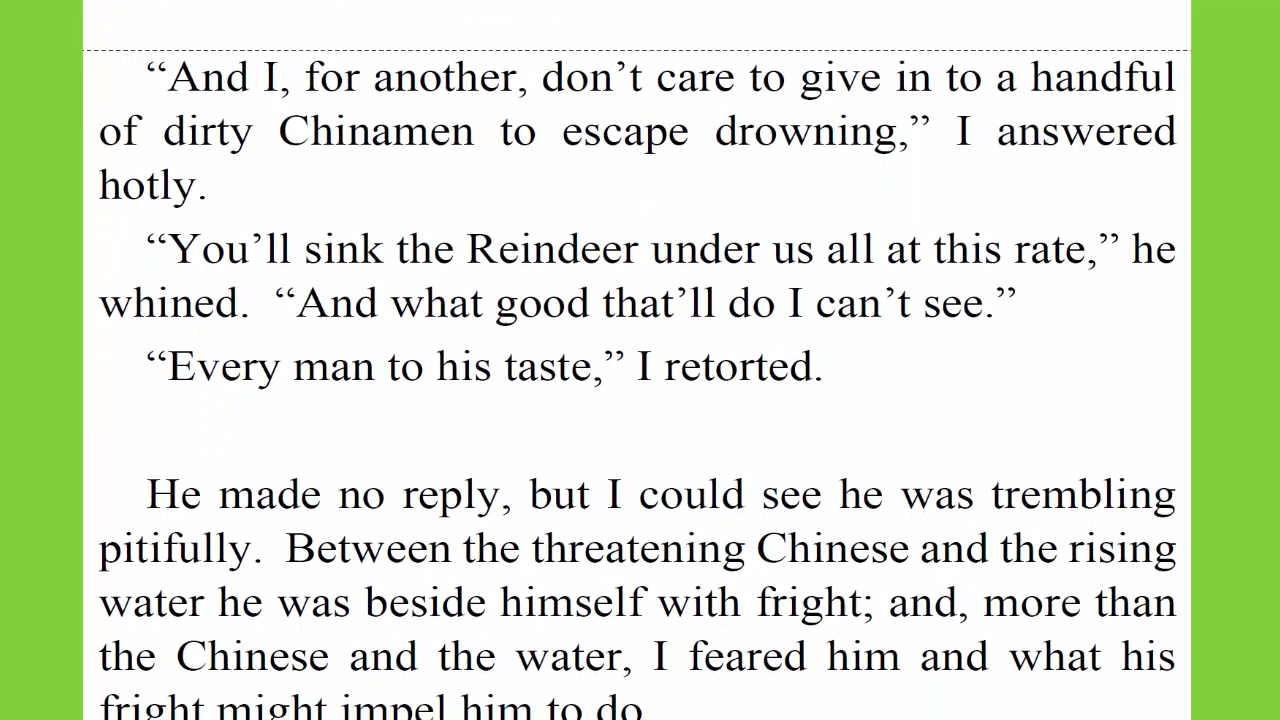 “And I, for another, don’t care to give in to a handful
of dirty Chinamen to escape drowning,” I answered
hotly.
“You’ll sink the Reindeer under us all at this rate,” he
whined.  “And what good that’ll do I can’t see.”
“Every man to his taste,” I retorted.
He made no reply, but I could see he was trembling
pitifully.  Between the threatening Chinese and the rising
water he was beside himself with fright; and, more than
the Chinese and the water, I feared him and what his
fright might impel him to do